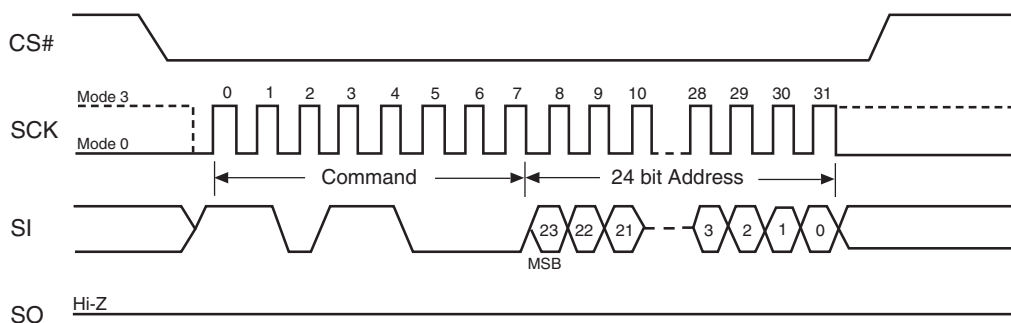 CS#
Mode 3
0 1 2 3 4 5 6 7 8 9 10 28 29 30 31
SCK
Mode 0
Command 24 bit Address
SI
23 22 21 3 2 1 0
MSB
Hi-Z
SO